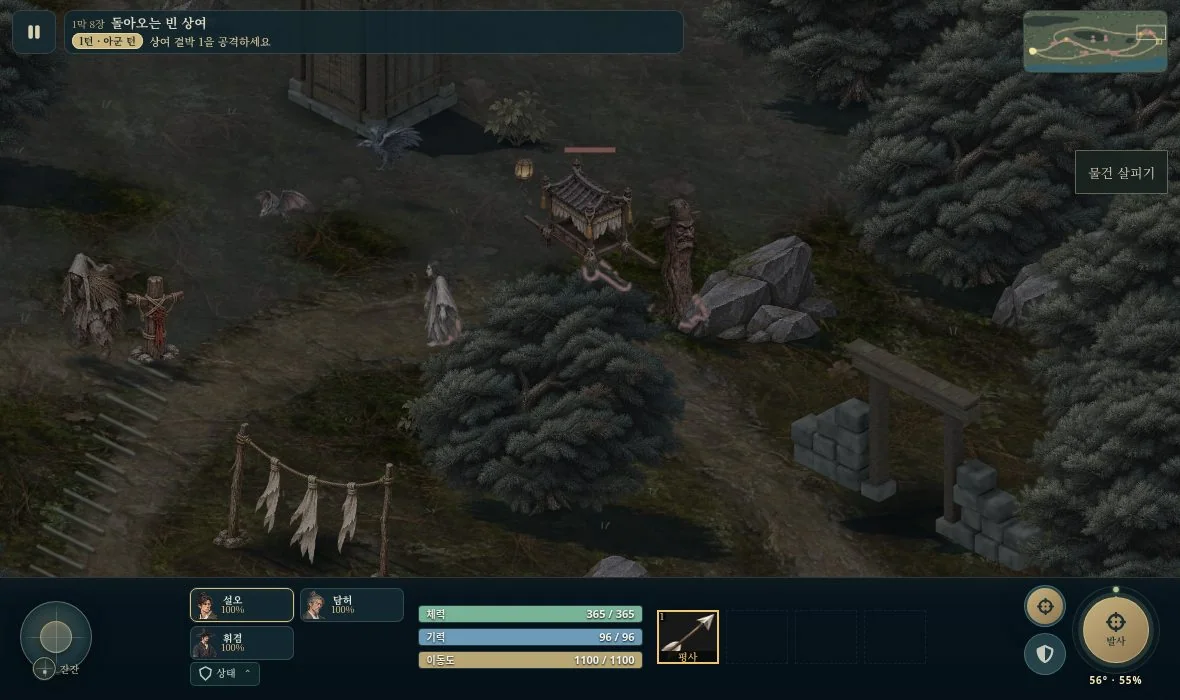 1막 8장 돌아오는 빈 상여
1턴 · 아군 턴 상여 결박 1을 공격하세요
물건 살피기
설오
100%
담허
100%
휘겸
100%
상태
체력 365 / 365
기력 96 / 96
이동도 1100 / 1100
1
평사
잔잔
발사
56° · 55%